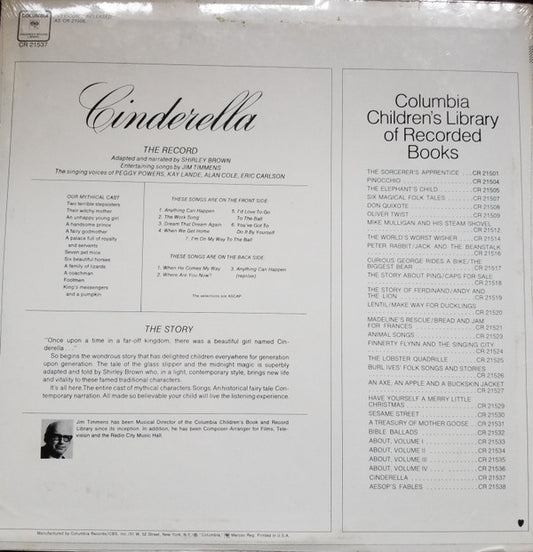 COLUMBIA
CR 21537
Cinderella
THE RECORD
Adapted and narrated by SHIRLEY BROWN
Entertaining songs by JIM TIMMENS
The singing voices of PEGGY POWERS, KAY LANDE, ALAN COLE, ERIC CARLSON
OUR MYTHICAL CAST
Two terrible stepsisters
Their witchy mother
An unhappy young girl
A handsome prince
A fairy godmother
A palace full of royalty
and servants
Seven pet mice
Six beautiful horses
A family of lizards
A coachman
Footmen
King's messengers
and a pumpkin
THESE SONGS ARE ON THE FRONT SIDE:
1. Anything Can Happen
2. The Work Song
3. Dream That Dream Again
4. When We Get Home
5. I'd Love To Go
To The Ball
6. You've Got To
Do It By Yourself
7. I'm On My Way To The Ball
THESE SONGS ARE ON THE BACK SIDE:
1. When He Comes My Way
2. Where Are You Now?
3. Anything Can Happen
(reprise)
The selections are ASCAP.
THE STORY
"Once upon a time in a far-off kingdom, there was a beautiful girl named Cin-
derella . . ."
So begins the wondrous story that has delighted children everywhere for generation
upon generation. The tale of the glass slipper and the midnight magic is superbly
adapted and told by Shirley Brown who, in a light, contemporary style, brings new life
and vitality to these famed traditional characters.
It's all here. The entire cast of mythical characters. Songs. An historical fairy tale. Con-
temporary narration. All made so believable your child will live the listening experience.
Jim Timmens has been Musical Director of the Columbia Children's Book and Record
Library since its inception. In addition, he has been Composer-Arranger for Films, Tele-
vision and the Radio City Music Hall.
Manufactured by Columbia Records/CBS, Inc./51 W. 52 Street, New York, N.Y./® "Columbia," Marcas Reg. Printed in U.S.A.
Columbia
Children's Library
of Recorded
Books
THE SORCERER'S APPRENTICE . . . CR 21501
PINOCCHIO . . . CR 21504
THE ELEPHANT'S CHILD . . . CR 21505
SIX MAGICAL FOLK TALES . . . CR 21507
DON QUIXOTE . . . CR 21508
OLIVER TWIST . . . CR 21509
MIKE MULLIGAN AND HIS STEAM SHOVEL
. . . CR 21512
THE WORLD'S WORST WISHER . . . CR 21514
PETER RABBIT/JACK AND THE BEANSTALK
. . . CR 21516
CURIOUS GEORGE RIDES A BIKE/THE
BIGGEST BEAR . . . CR 21517
THE STORY ABOUT PING/CAPS FOR SALE
. . . CR 21518
THE STORY OF FERDINAND/ANDY AND
THE LION . . . CR 21519
LENTIL/MAKE WAY FOR DUCKLINGS
. . . CR 21520
MADELINE'S RESCUE/BREAD AND JAM
FOR FRANCES . . . CR 21521
ANIMAL SONGS . . . CR 21523
FINNERTY FLYNN AND THE SINGING CITY
. . . CR 21524
THE LOBSTER QUADRILLE . . . CR 21525
BURL IVES' FOLK SONGS AND STORIES
. . . CR 21526
AN AXE, AN APPLE AND A BUCKSKIN JACKET
. . . CR 21527
HAVE YOURSELF A MERRY LITTLE
CHRISTMAS . . . CR 21529
SESAME STREET . . . CR 21530
A TREASURY OF MOTHER GOOSE . . CR 21531
BIBLE BALLADS . . . CR 21532
ABOUT, VOLUME I . . . CR 21533
ABOUT, VOLUME II . . . CR 21534
ABOUT, VOLUME III . . . CR 21535
ABOUT, VOLUME IV . . . CR 21536
CINDERELLA . . . CR 21537
AESOP'S FABLES . . . CR 21538